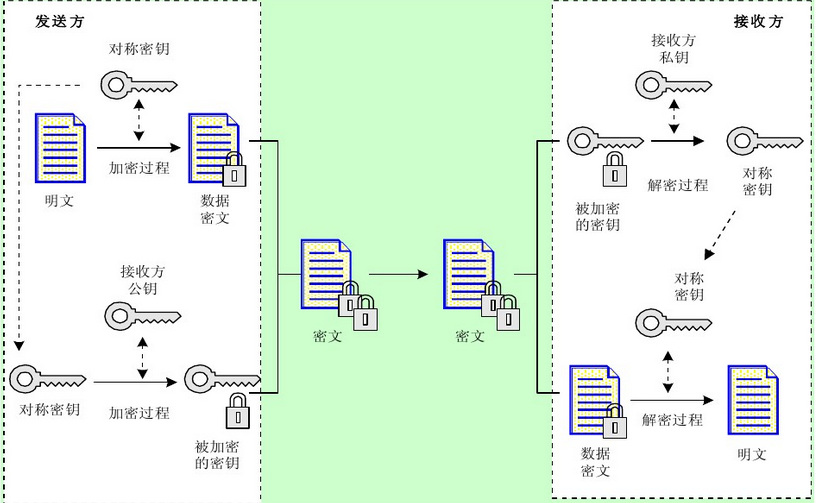 发送方
对称密钥
明文
加密过程
数据
密文
接收方
公钥
对称密钥
加密过程
被加密
的密钥
密文
密文
接收方
接收方
私钥
被加密
的密钥
解密过程
对称
密钥
对称
密钥
数据
密文
解密过程
明文